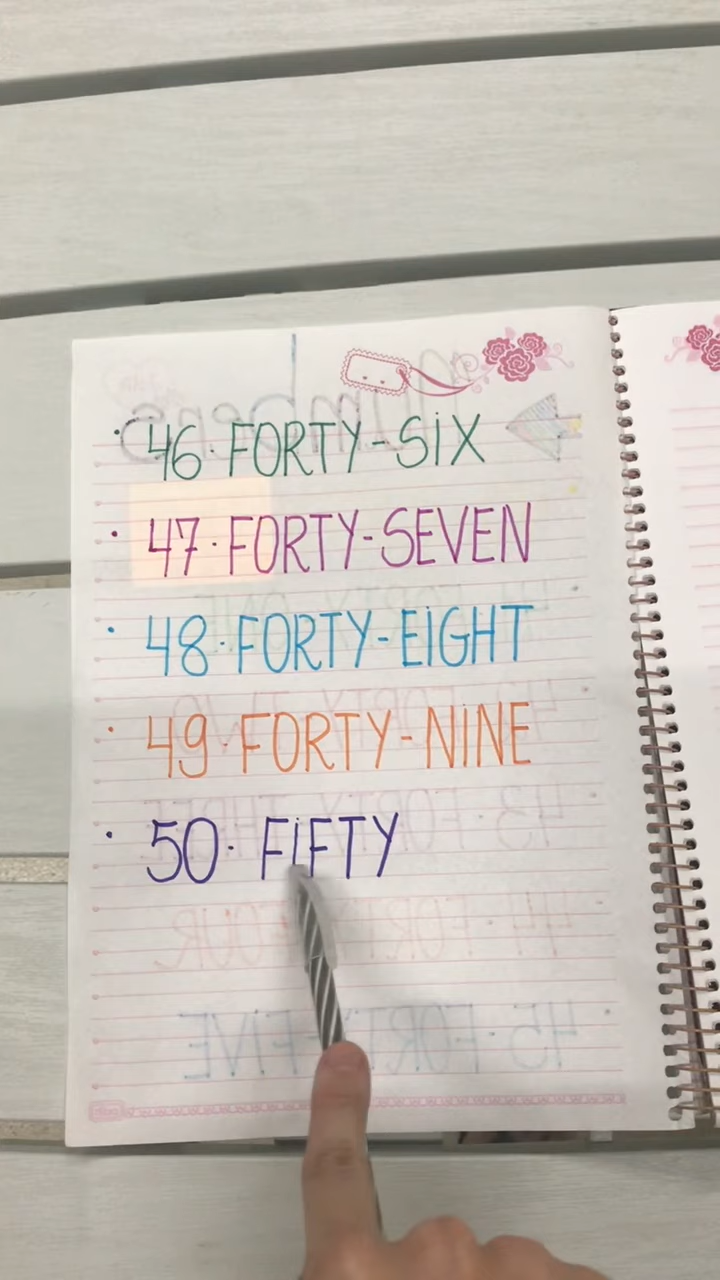 46. FORTY-SIX
47. FORTY-SEVEN
48. FORTY-EIGHT
49. FORTY-NINE
50. FIFTY